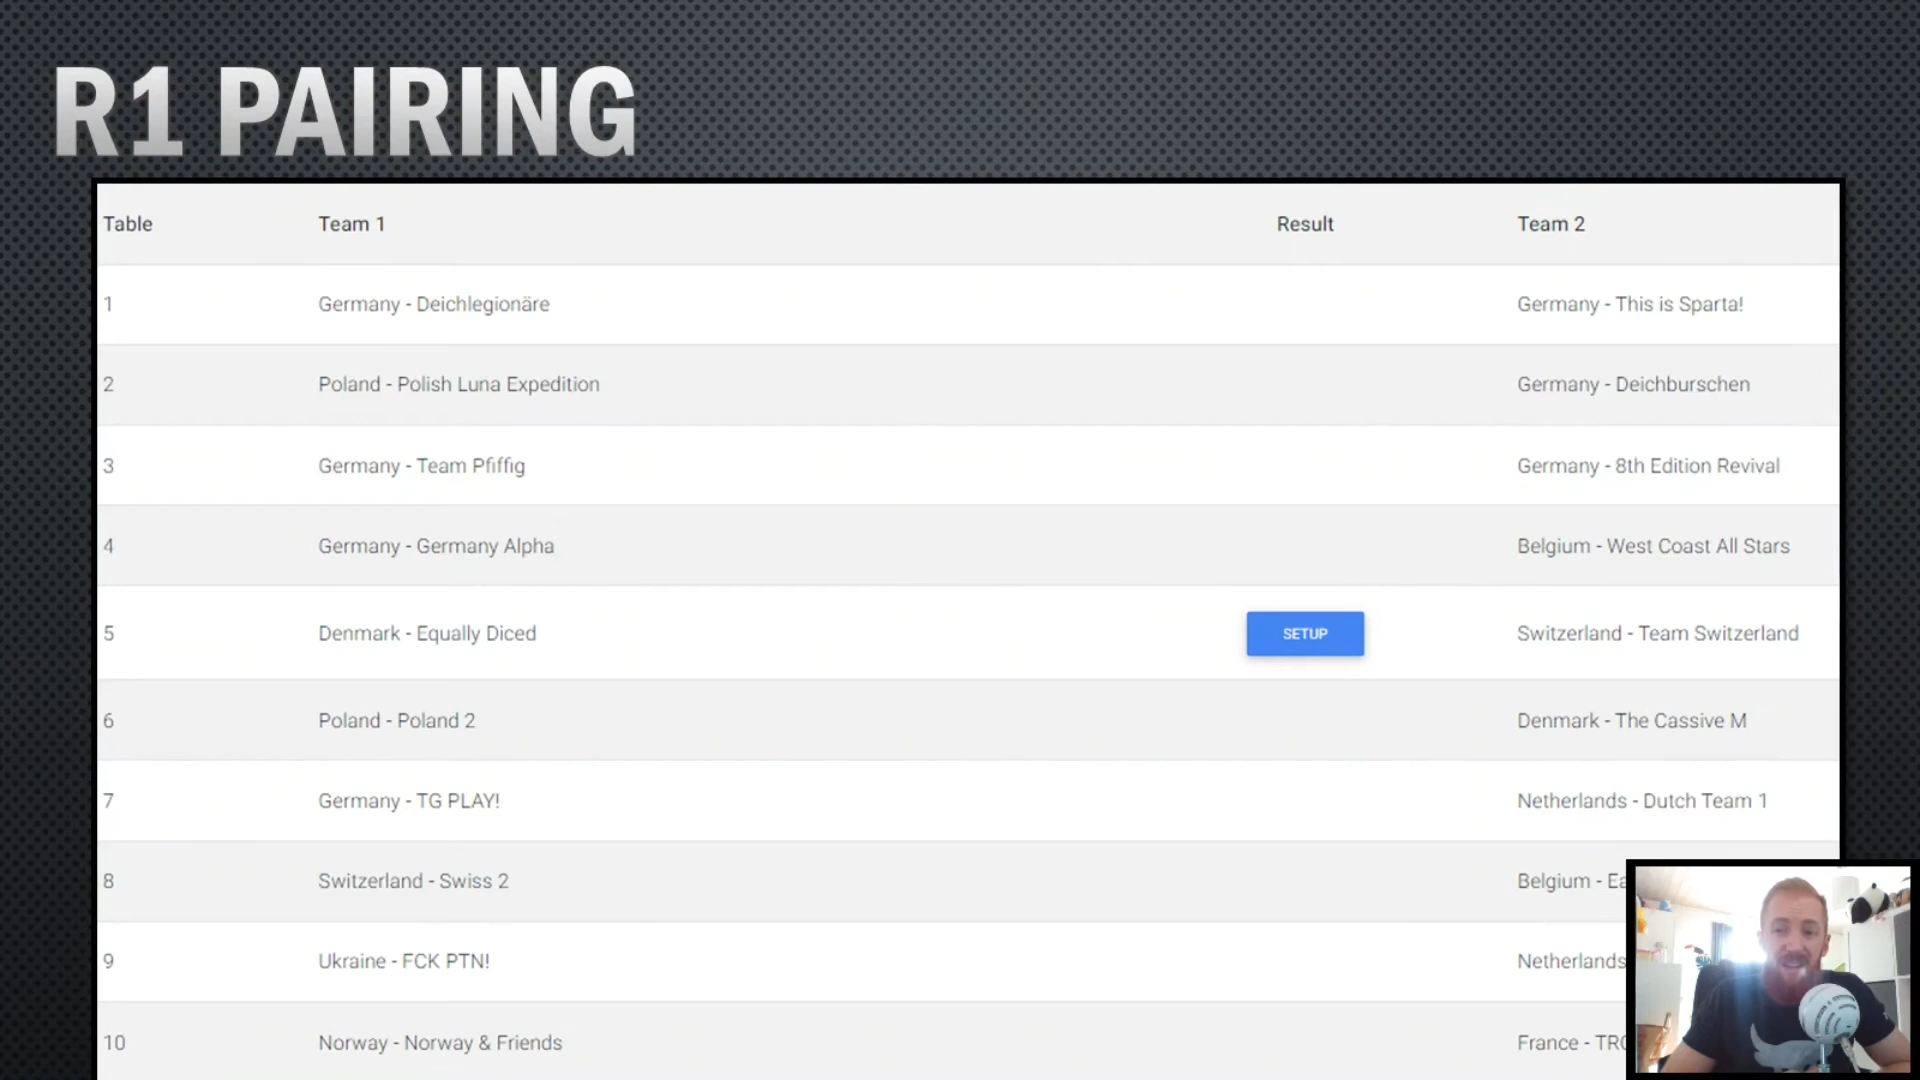 R1 PAIRING
Table Team 1 Result Team 2
1 Germany - Deichlegionäre Germany - This is Sparta!
2 Poland - Polish Luna Expedition Germany - Deichburschen
3 Germany - Team Pfiffig Germany - 8th Edition Revival
4 Germany - Germany Alpha Belgium - West Coast All Stars
5 Denmark - Equally Diced SETUP Switzerland - Team Switzerland
6 Poland - Poland 2 Denmark - The Cassive M
7 Germany - TG PLAY! Netherlands - Dutch Team 1
8 Switzerland - Swiss 2 Belgium -
9 Ukraine - FCK PTN! Netherlands
10 Norway - Norway & Friends France -